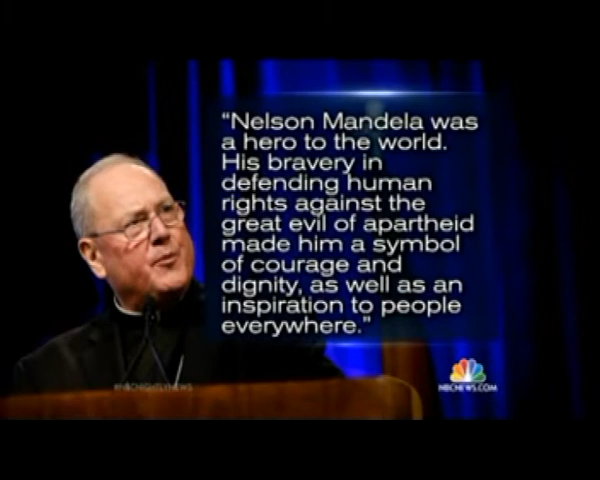 “Nelson Mandela was
a hero to the world.
His bravery in
defending human
rights against the
great evil of apartheid
made him a symbol
of courage and
dignity, as well as an
inspiration to people
everywhere.”
#NBCNIGHTLYNEWS
NBCNEWS.COM